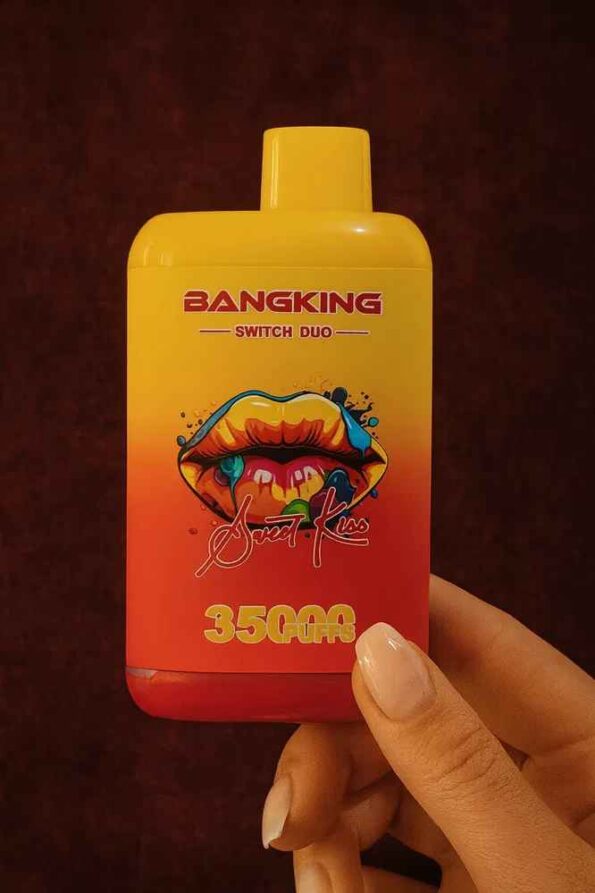 BANGKING
SWITCH DUO
Sweet Kiss
35000
PUFFS